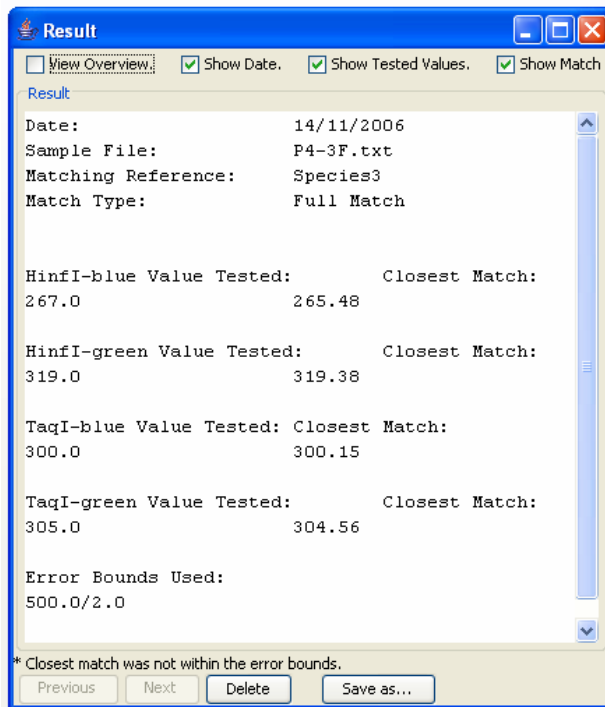 Result
View Overview. Show Date. Show Tested Values. Show Match
Result
Date: 14/11/2006
Sample File: P4-3F.txt
Matching Reference: Species3
Match Type: Full Match
HinfI-blue Value Tested: Closest Match:
267.0 265.48
HinfI-green Value Tested: Closest Match:
319.0 319.38
TaqI-blue Value Tested: Closest Match:
300.0 300.15
TaqI-green Value Tested: Closest Match:
305.0 304.56
Error Bounds Used:
500.0/2.0
* Closest match was not within the error bounds.
Previous Next Delete Save as...